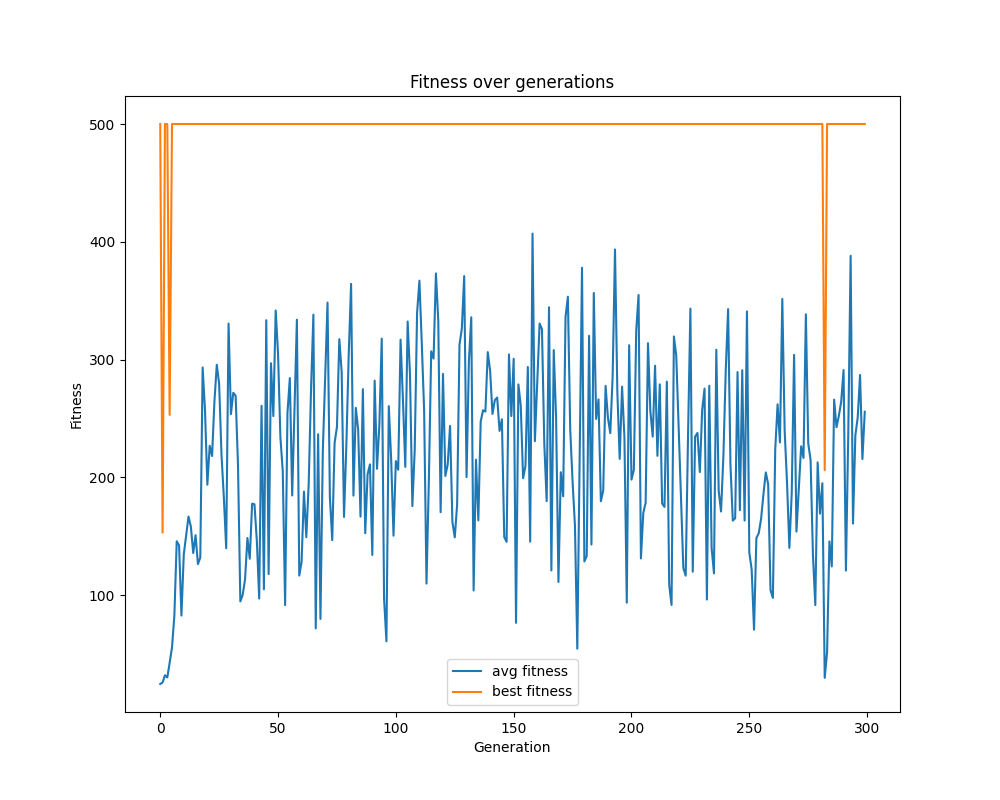 Fitness over generations
500
400
300
200
100
Fitness
avg fitness
best fitness
0 50 100 150 200 250 300
Generation